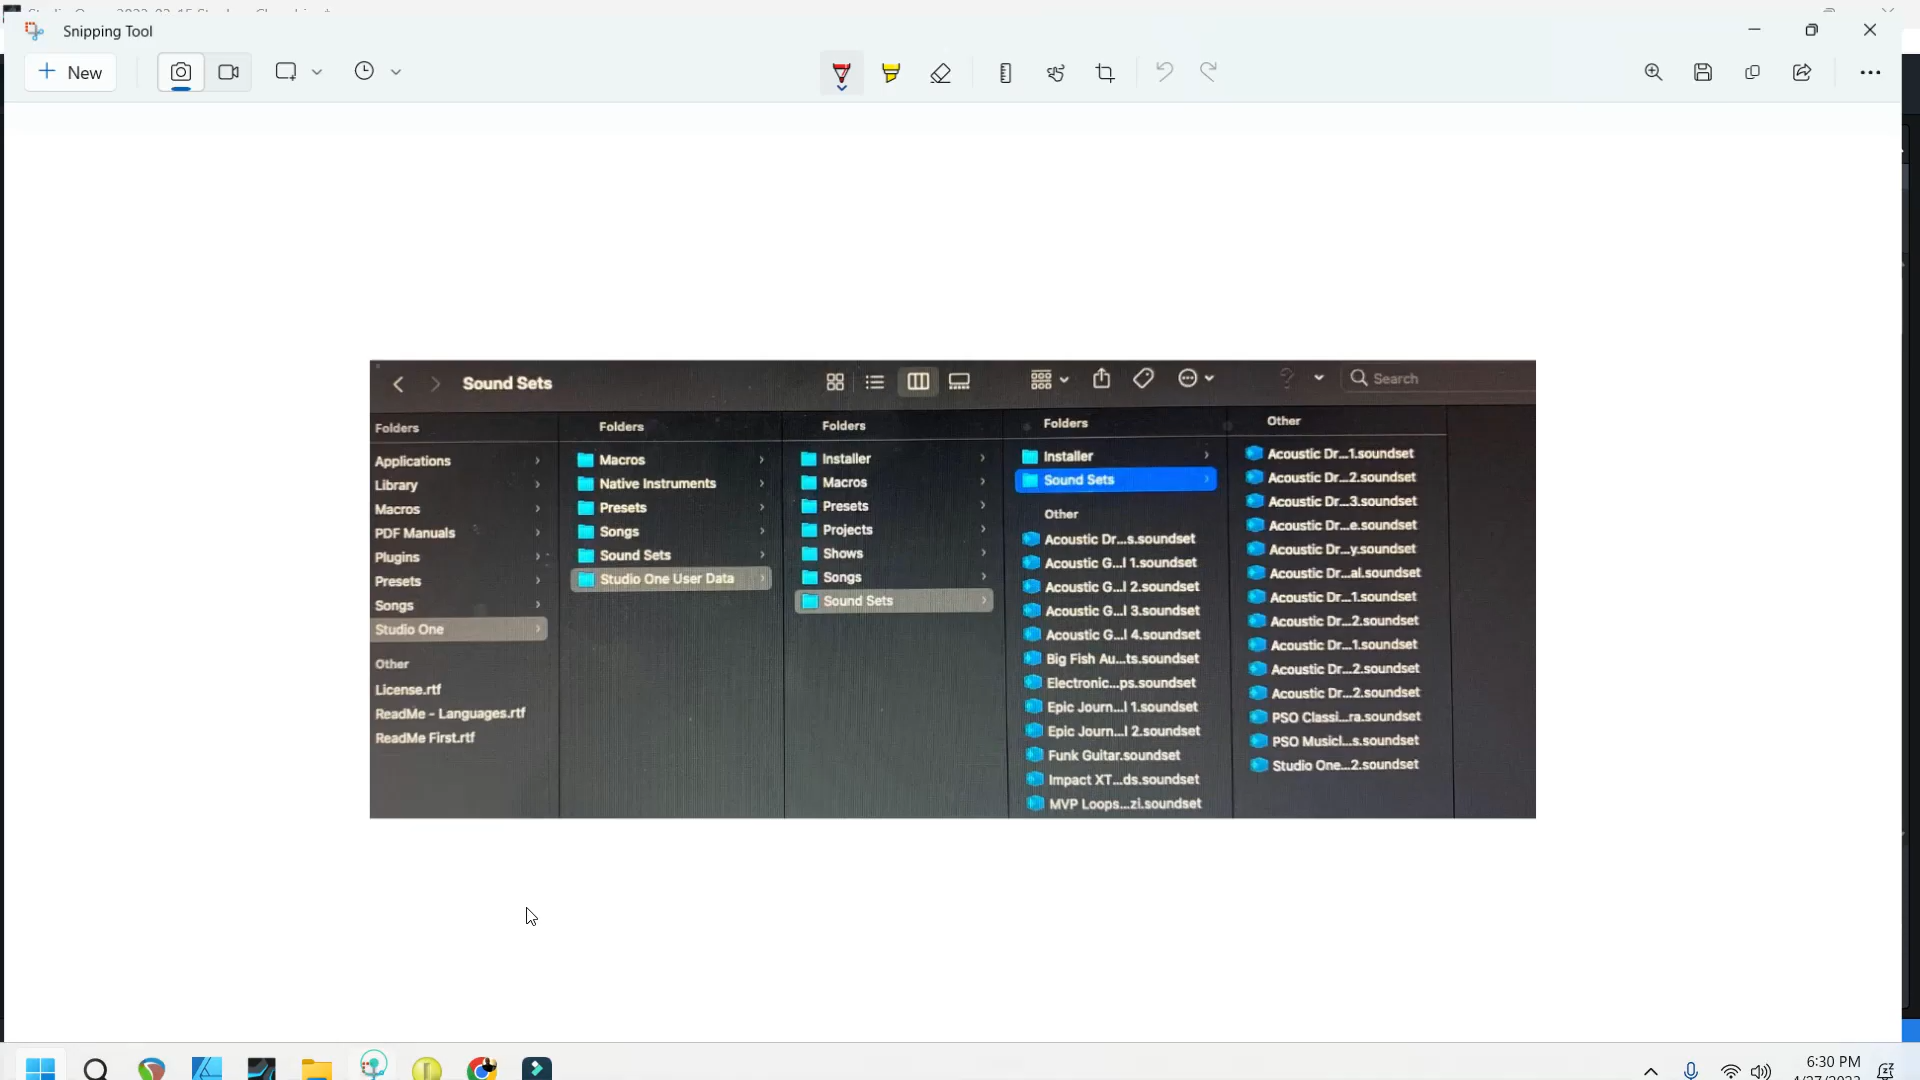 Snipping Tool
New
Sound Sets
Search
Folders
Applications
Library
Macros
PDF Manuals
Plugins
Presets
Songs
Studio One
Other
License.rtf
ReadMe - Languages.rtf
ReadMe First.rtf
Folders
Macros
Native Instruments
Presets
Songs
Sound Sets
Studio One User Data
Folders
Installer
Macros
Presets
Projects
Shows
Songs
Sound Sets
Folders
Installer
Sound Sets
Other
Acoustic Dr...s.soundset
Acoustic G...l 1.soundset
Acoustic G...l 2.soundset
Acoustic G...l 3.soundset
Acoustic G...l 4.soundset
Big Fish Au...ts.soundset
Electronic...ps.soundset
Epic Journ...l 1.soundset
Epic Journ...l 2.soundset
Funk Guitar.soundset
Impact XT...ds.soundset
MVP Loops...zi.soundset
Other
Acoustic Dr...1.soundset
Acoustic Dr...2.soundset
Acoustic Dr...3.soundset
Acoustic Dr...e.soundset
Acoustic Dr...y.soundset
Acoustic Dr...al.soundset
Acoustic Dr...1.soundset
Acoustic Dr...2.soundset
Acoustic Dr...1.soundset
Acoustic Dr...2.soundset
Acoustic Dr...2.soundset
PSO Classi...ra.soundset
PSO Musicl...s.soundset
Studio One...2.soundset
6:30 PM